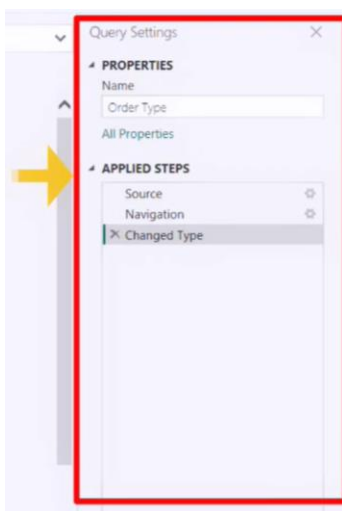 Query Settings
PROPERTIES
Name
Order Type
All Properties
APPLIED STEPS
Source
Navigation
Changed Type